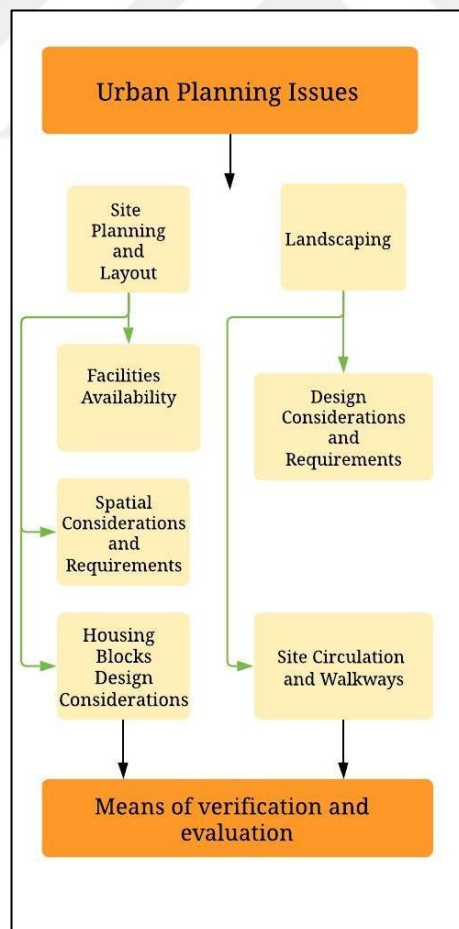 Urban Planning Issues
Site
Planning
and
Layout
Landscaping
Facilities
Availability
Design
Considerations
and
Requirements
Spatial
Considerations
and
Requirements
Housing
Blocks
Design
Considerations
Site Circulation
and Walkways
Means of verification and
evaluation